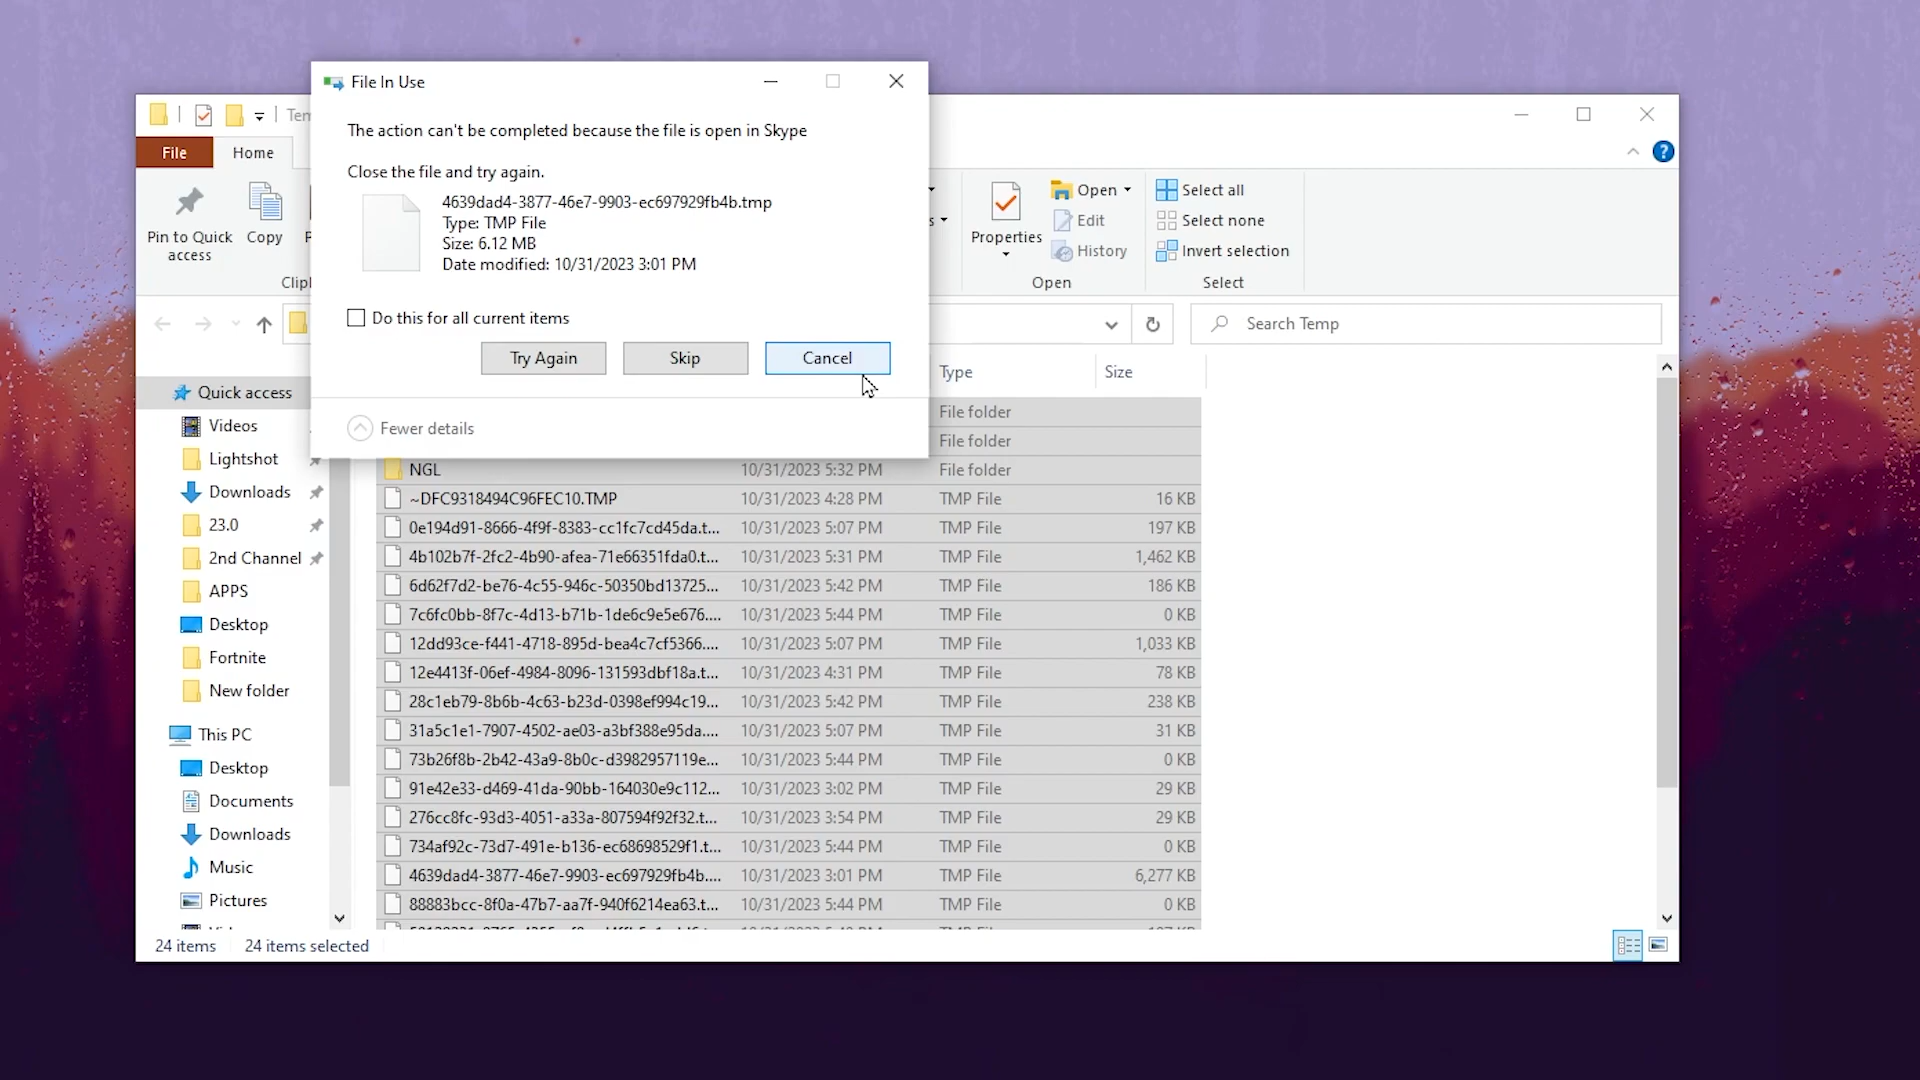 File In Use
The action can't be completed because the file is open in Skype
Close the file and try again.
4639dad4-3877-46e7-9903-ec697929fb4b.tmp
Type: TMP File
Size: 6.12 MB
Date modified: 10/31/2023 3:01 PM
Do this for all current items
Try Again Skip Cancel
Fewer details
File Home
Pin to Quick access
Copy
Properties
Open
Edit
History
Open
Select all
Select none
Invert selection
Select
Search Temp
Type Size
Quick access
Videos
Lightshot
Downloads
23.0
2nd Channel
APPS
Desktop
Fortnite
New folder
This PC
Desktop
Documents
Downloads
Music
Pictures
File folder
File folder
NGL 10/31/2023 5:32 PM File folder
~DFC9318494C96FEC10.TMP 10/31/2023 4:28 PM TMP File 16 KB
0e194d91-8666-4f9f-8383-cc1fc7cd45da.t... 10/31/2023 5:07 PM TMP File 197 KB
4b102b7f-2fc2-4b90-afea-71e66351fda0.t... 10/31/2023 5:31 PM TMP File 1,462 KB
6d62f7d2-be76-4c55-946c-50350bd13725... 10/31/2023 5:42 PM TMP File 186 KB
7c6fc0bb-8f7c-4d13-b71b-1de6c9e5e676.... 10/31/2023 5:44 PM TMP File 0 KB
12dd93ce-f441-4718-895d-bea4c7cf5366.... 10/31/2023 5:07 PM TMP File 1,033 KB
12e4413f-06ef-4984-8096-131593dbf18a.t... 10/31/2023 4:31 PM TMP File 78 KB
28c1eb79-8b6b-4c63-b23d-0398ef994c19... 10/31/2023 5:42 PM TMP File 238 KB
31a5c1e1-7907-4502-ae03-a3bf388e95da.... 10/31/2023 5:07 PM TMP File 31 KB
73b26f8b-2b42-43a9-8b0c-d3982957119e... 10/31/2023 5:44 PM TMP File 0 KB
91e42e33-d469-41da-90bb-164030e9c112... 10/31/2023 3:02 PM TMP File 29 KB
276cc8fc-93d3-4051-a33a-807594f92f32.t... 10/31/2023 3:54 PM TMP File 29 KB
734af92c-73d7-491e-b136-ec68698529f1.t... 10/31/2023 5:44 PM TMP File 0 KB
4639dad4-3877-46e7-9903-ec697929fb4b.... 10/31/2023 3:01 PM TMP File 6,277 KB
88883bcc-8f0a-47b7-aa7f-940f6214ea63.t... 10/31/2023 5:44 PM TMP File 0 KB
24 items 24 items selected